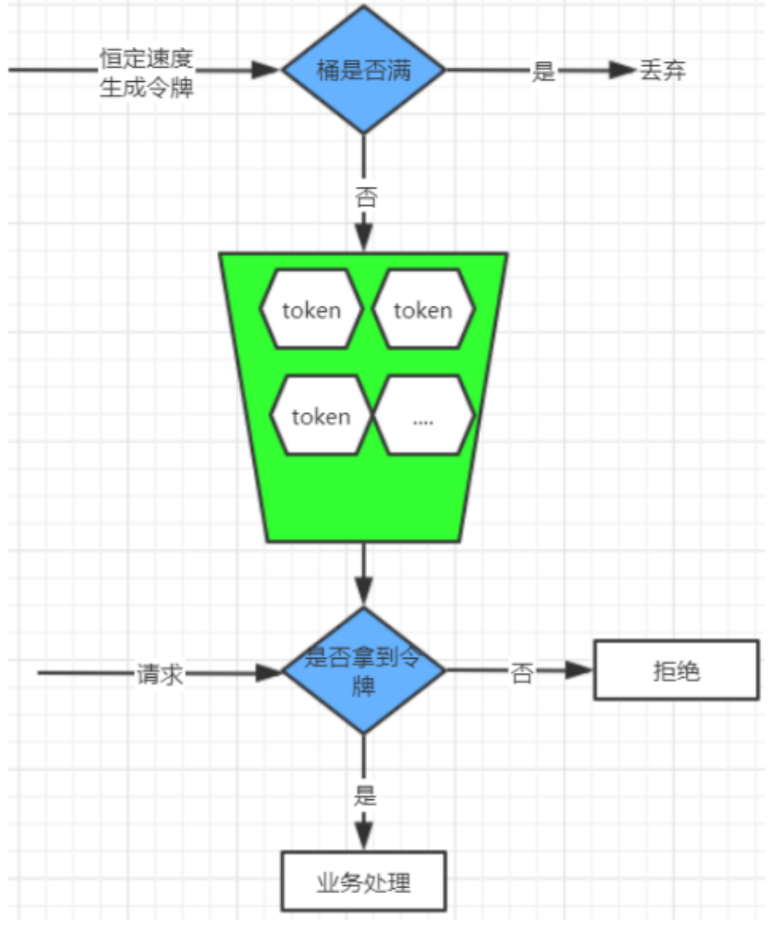 恒定速度
生成令牌
桶是否满
是
丢弃
否
token
token
token
....
请求
是否拿到令
牌
否
拒绝
是
业务处理